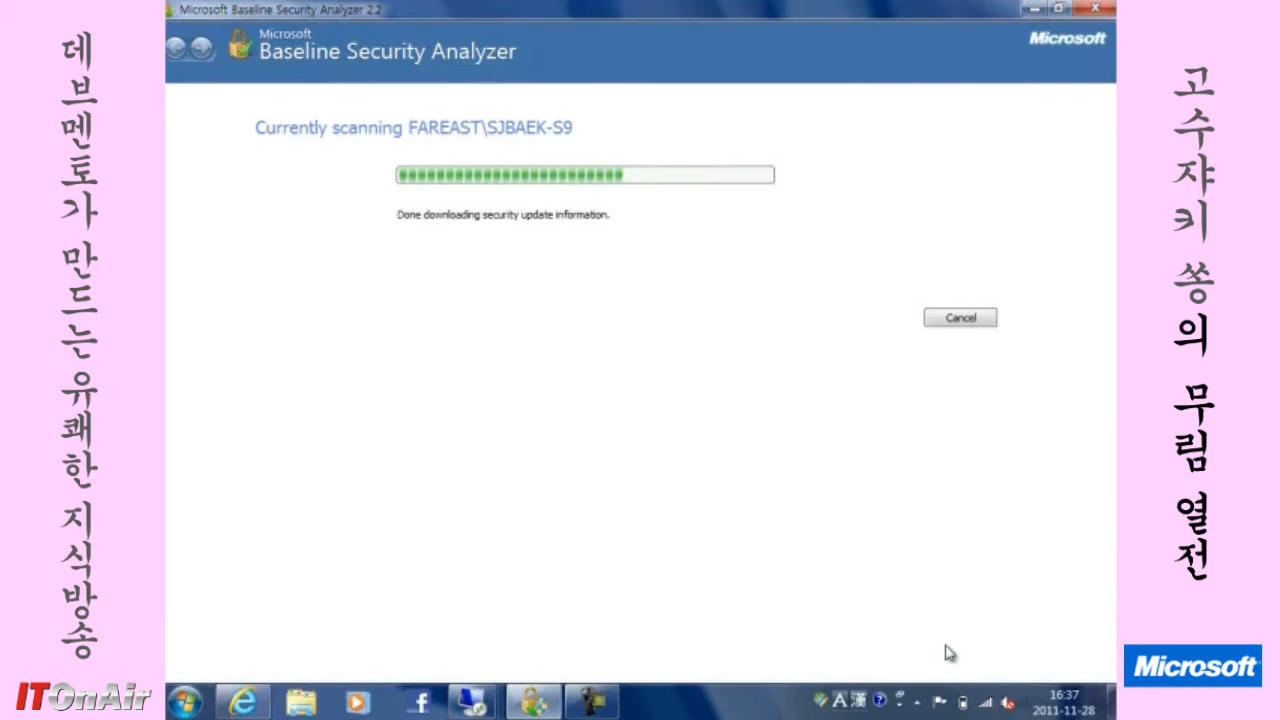 Microsoft Baseline Security Analyzer 2.2
Microsoft
Baseline Security Analyzer
Microsoft
Currently scanning FAREAST\SJBAEK-S9
Done downloading security update information.
Cancel
데브멘토가 만드는 유쾌한 지식방송
고수쟈키 쏭의 무림 열전
ITOnAir
Microsoft
A 漢
16:37
2011-11-28